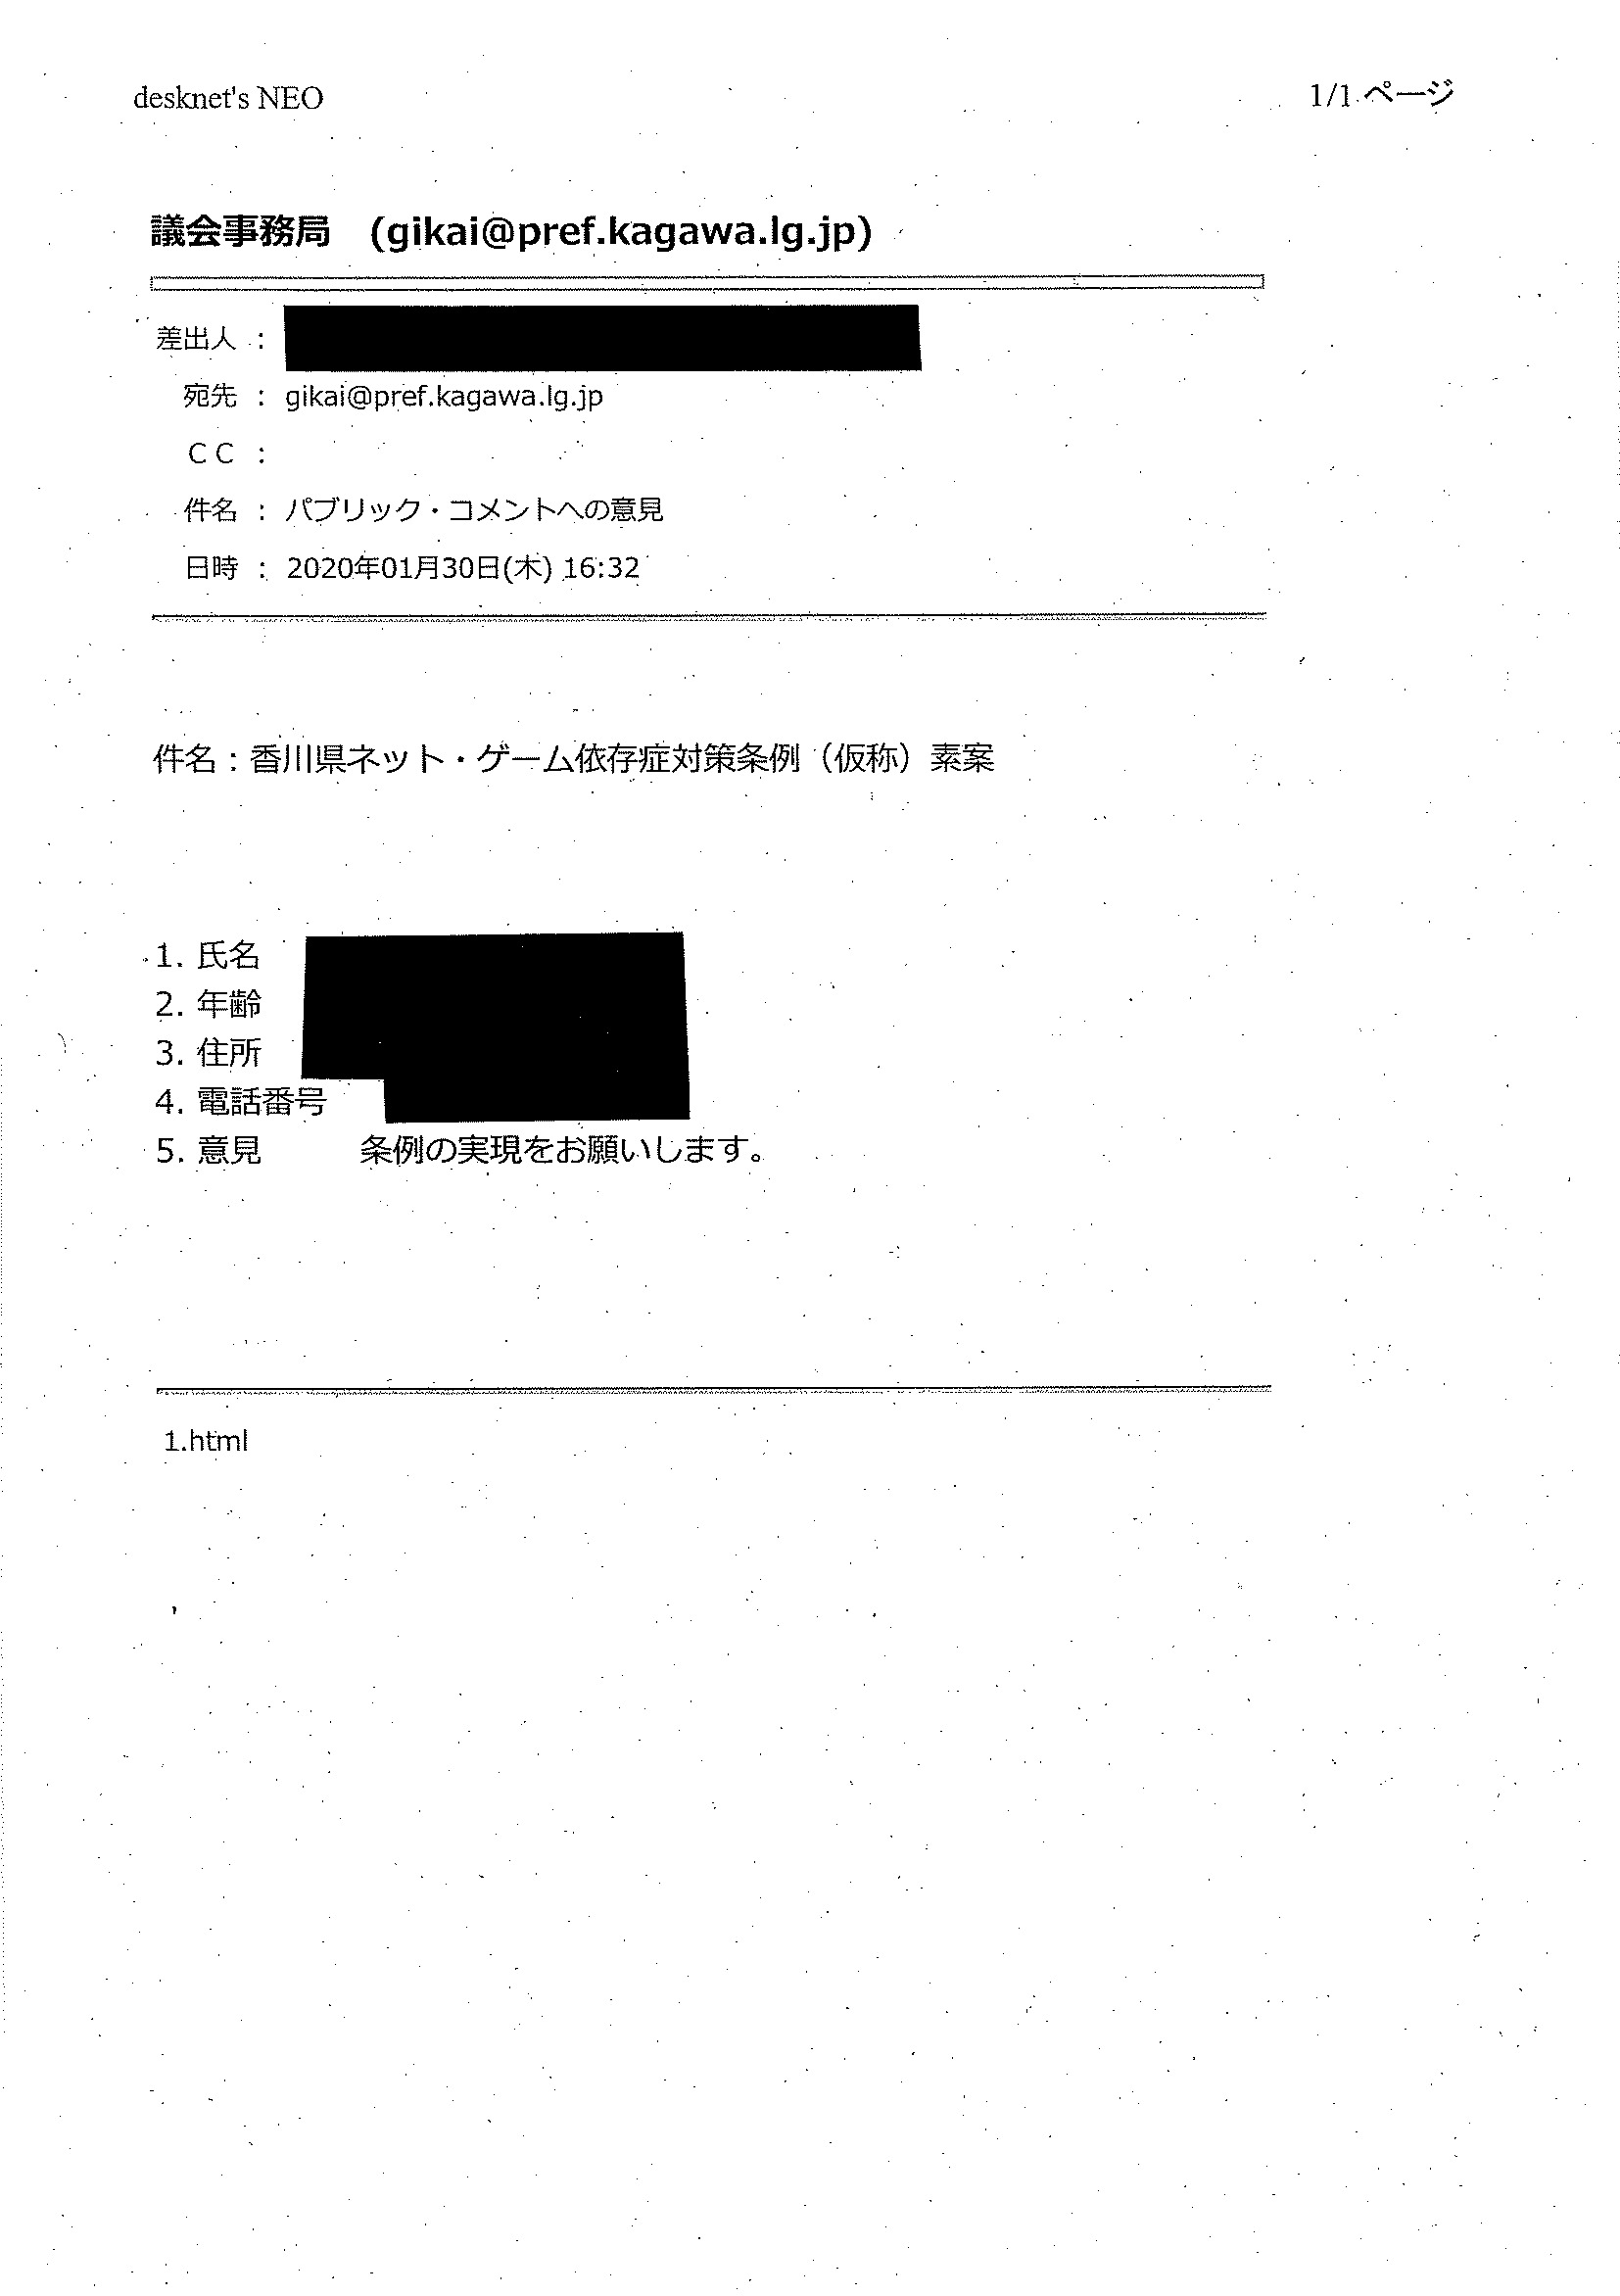 desknet's NEO
1/1 ページ
議会事務局　(gikai@pref.kagawa.lg.jp)
差出人 :
宛先 : gikai@pref.kagawa.lg.jp
ＣＣ :
件名 : パブリック・コメントへの意見
日時 : 2020年01月30日(木) 16:32
件名：香川県ネット・ゲーム依存症対策条例（仮称）素案
1. 氏名
2. 年齢
3. 住所
4. 電話番号
5. 意見　　　条例の実現をお願いします。
1.html